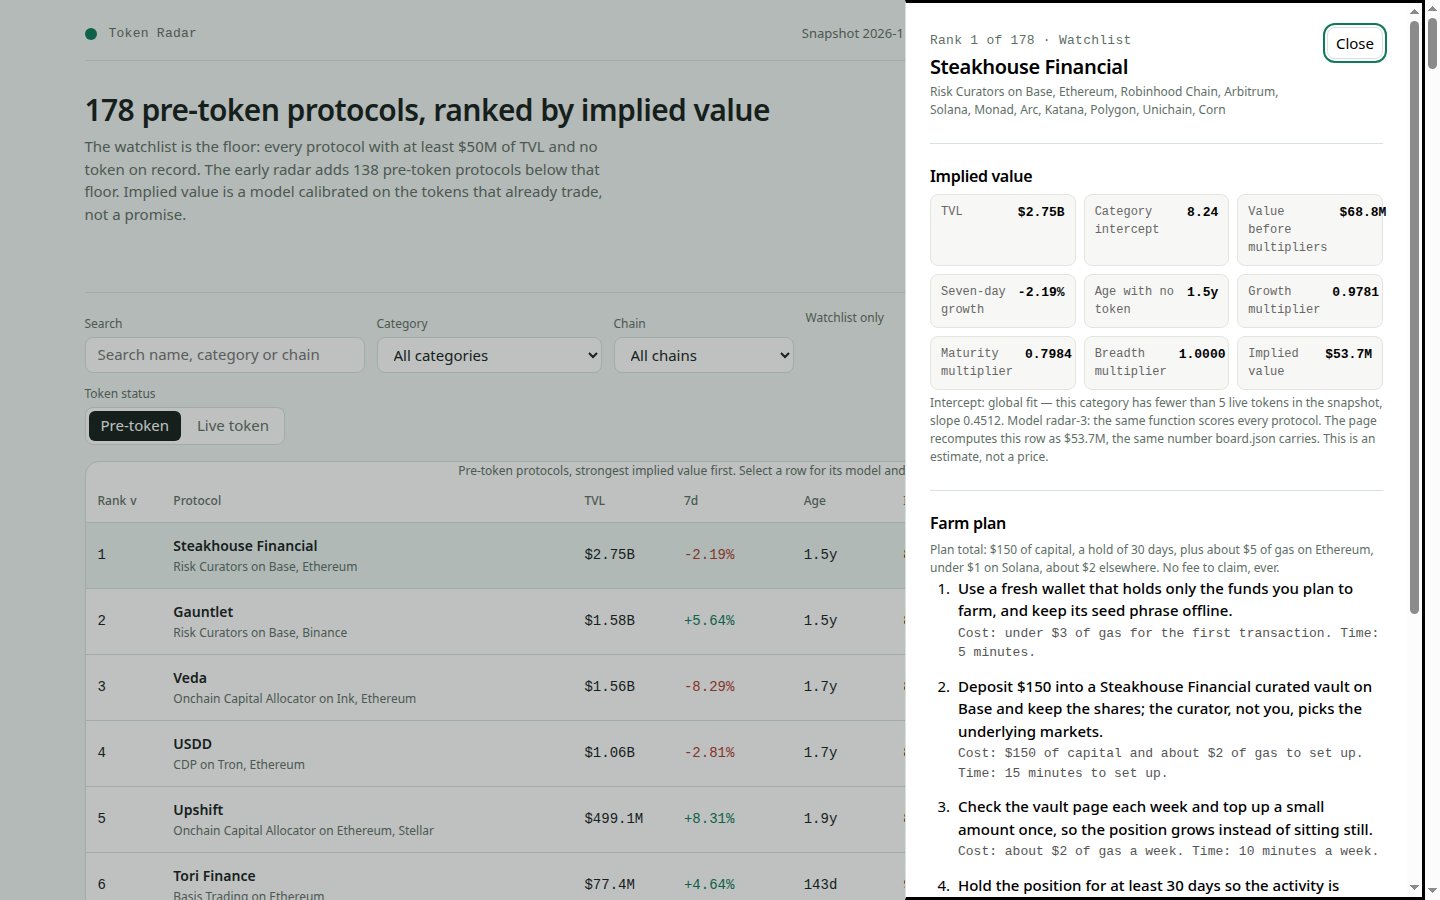 Token Radar
Snapshot 2026-1
178 pre-token protocols, ranked by implied value
The watchlist is the floor: every protocol with at least $50M of TVL and no
token on record. The early radar adds 138 pre-token protocols below that
floor. Implied value is a model calibrated on the tokens that already trade,
not a promise.
Search
Category
Chain
Watchlist only
Search name, category or chain
All categories
All chains
Token status
Pre-token
Live token
Pre-token protocols, strongest implied value first. Select a row for its model and
Rank v Protocol TVL 7d Age
1 Steakhouse Financial $2.75B -2.19% 1.5y
Risk Curators on Base, Ethereum
2 Gauntlet $1.58B +5.64% 1.5y
Risk Curators on Base, Binance
3 Veda $1.56B -8.29% 1.7y
Onchain Capital Allocator on Ink, Ethereum
4 USDD $1.06B -2.81% 1.7y
CDP on Tron, Ethereum
5 Upshift $499.1M +8.31% 1.9y
Onchain Capital Allocator on Ethereum, Stellar
6 Tori Finance $77.4M +4.64% 143d
Basis Trading on Ethereum
Rank 1 of 178 · Watchlist
Close
Steakhouse Financial
Risk Curators on Base, Ethereum, Robinhood Chain, Arbitrum,
Solana, Monad, Arc, Katana, Polygon, Unichain, Corn
Implied value
TVL $2.75B
Category intercept 8.24
Value before multipliers $68.8M
Seven-day growth -2.19%
Age with no token 1.5y
Growth multiplier 0.9781
Maturity multiplier 0.7984
Breadth multiplier 1.0000
Implied value $53.7M
Intercept: global fit — this category has fewer than 5 live tokens in the snapshot,
slope 0.4512. Model radar-3: the same function scores every protocol. The page
recomputes this row as $53.7M, the same number board.json carries. This is an
estimate, not a price.
Farm plan
Plan total: $150 of capital, a hold of 30 days, plus about $5 of gas on Ethereum,
under $1 on Solana, about $2 elsewhere. No fee to claim, ever.
1. Use a fresh wallet that holds only the funds you plan to
farm, and keep its seed phrase offline.
Cost: under $3 of gas for the first transaction. Time:
5 minutes.
2. Deposit $150 into a Steakhouse Financial curated vault on
Base and keep the shares; the curator, not you, picks the
underlying markets.
Cost: $150 of capital and about $2 of gas to set up.
Time: 15 minutes to set up.
3. Check the vault page each week and top up a small
amount once, so the position grows instead of sitting still.
Cost: about $2 of gas a week. Time: 10 minutes a week.
4. Hold the position for at least 30 days so the activity is